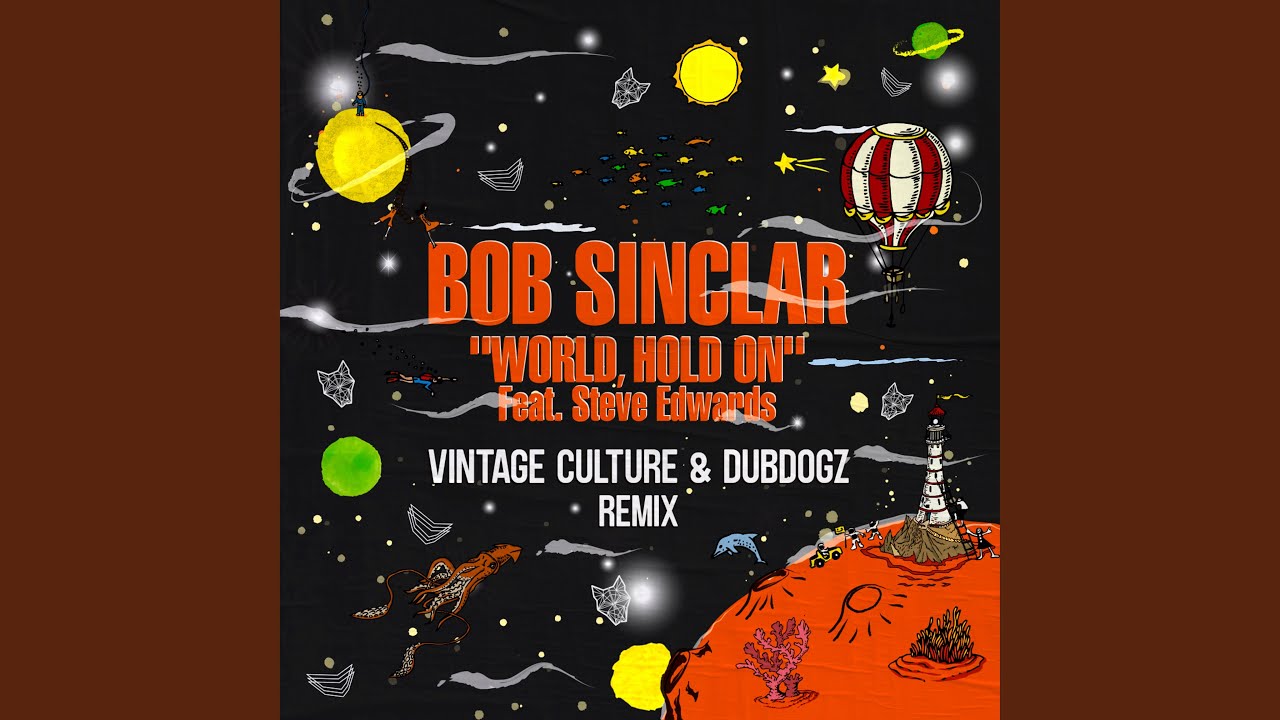 BOB SINCLAR
"WORLD, HOLD ON"
Feat. Steve Edwards
VINTAGE CULTURE & DUBDOGZ
REMIX